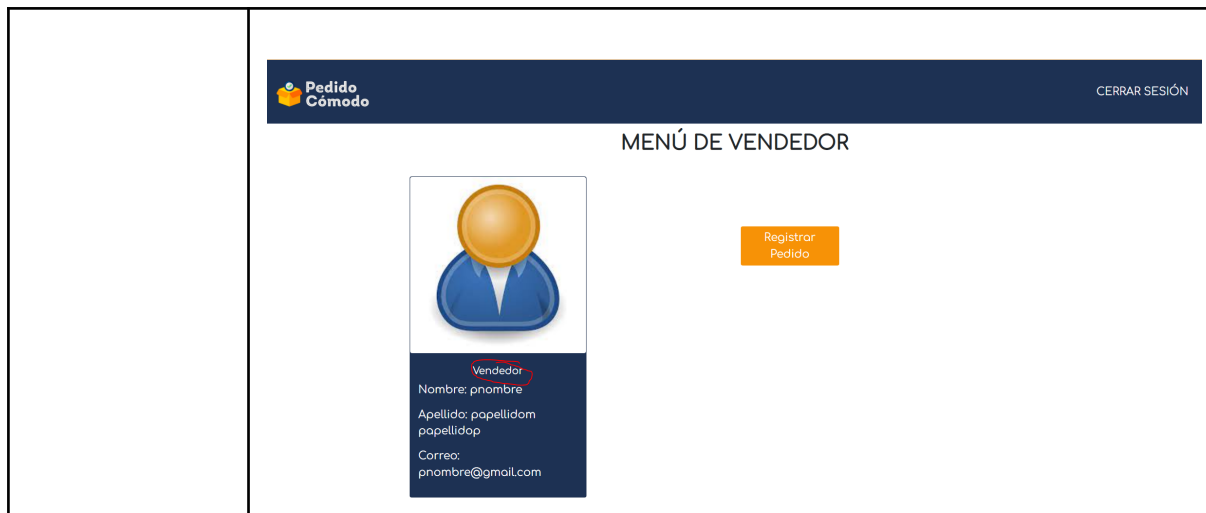 Pedido
Cómodo
CERRAR SESIÓN
MENÚ DE VENDEDOR
Registrar
Pedido
Vendedor
Nombre: pnombre
Apellido: papellidom
papellidop
Correo:
pnombre@gmail.com